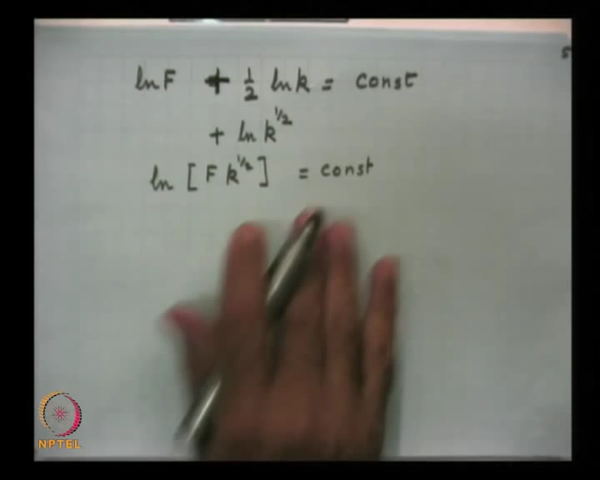 ln F + 1/2 ln k = const
+ ln k^1/2
ln [ F k^1/2 ] = const
NPTEL